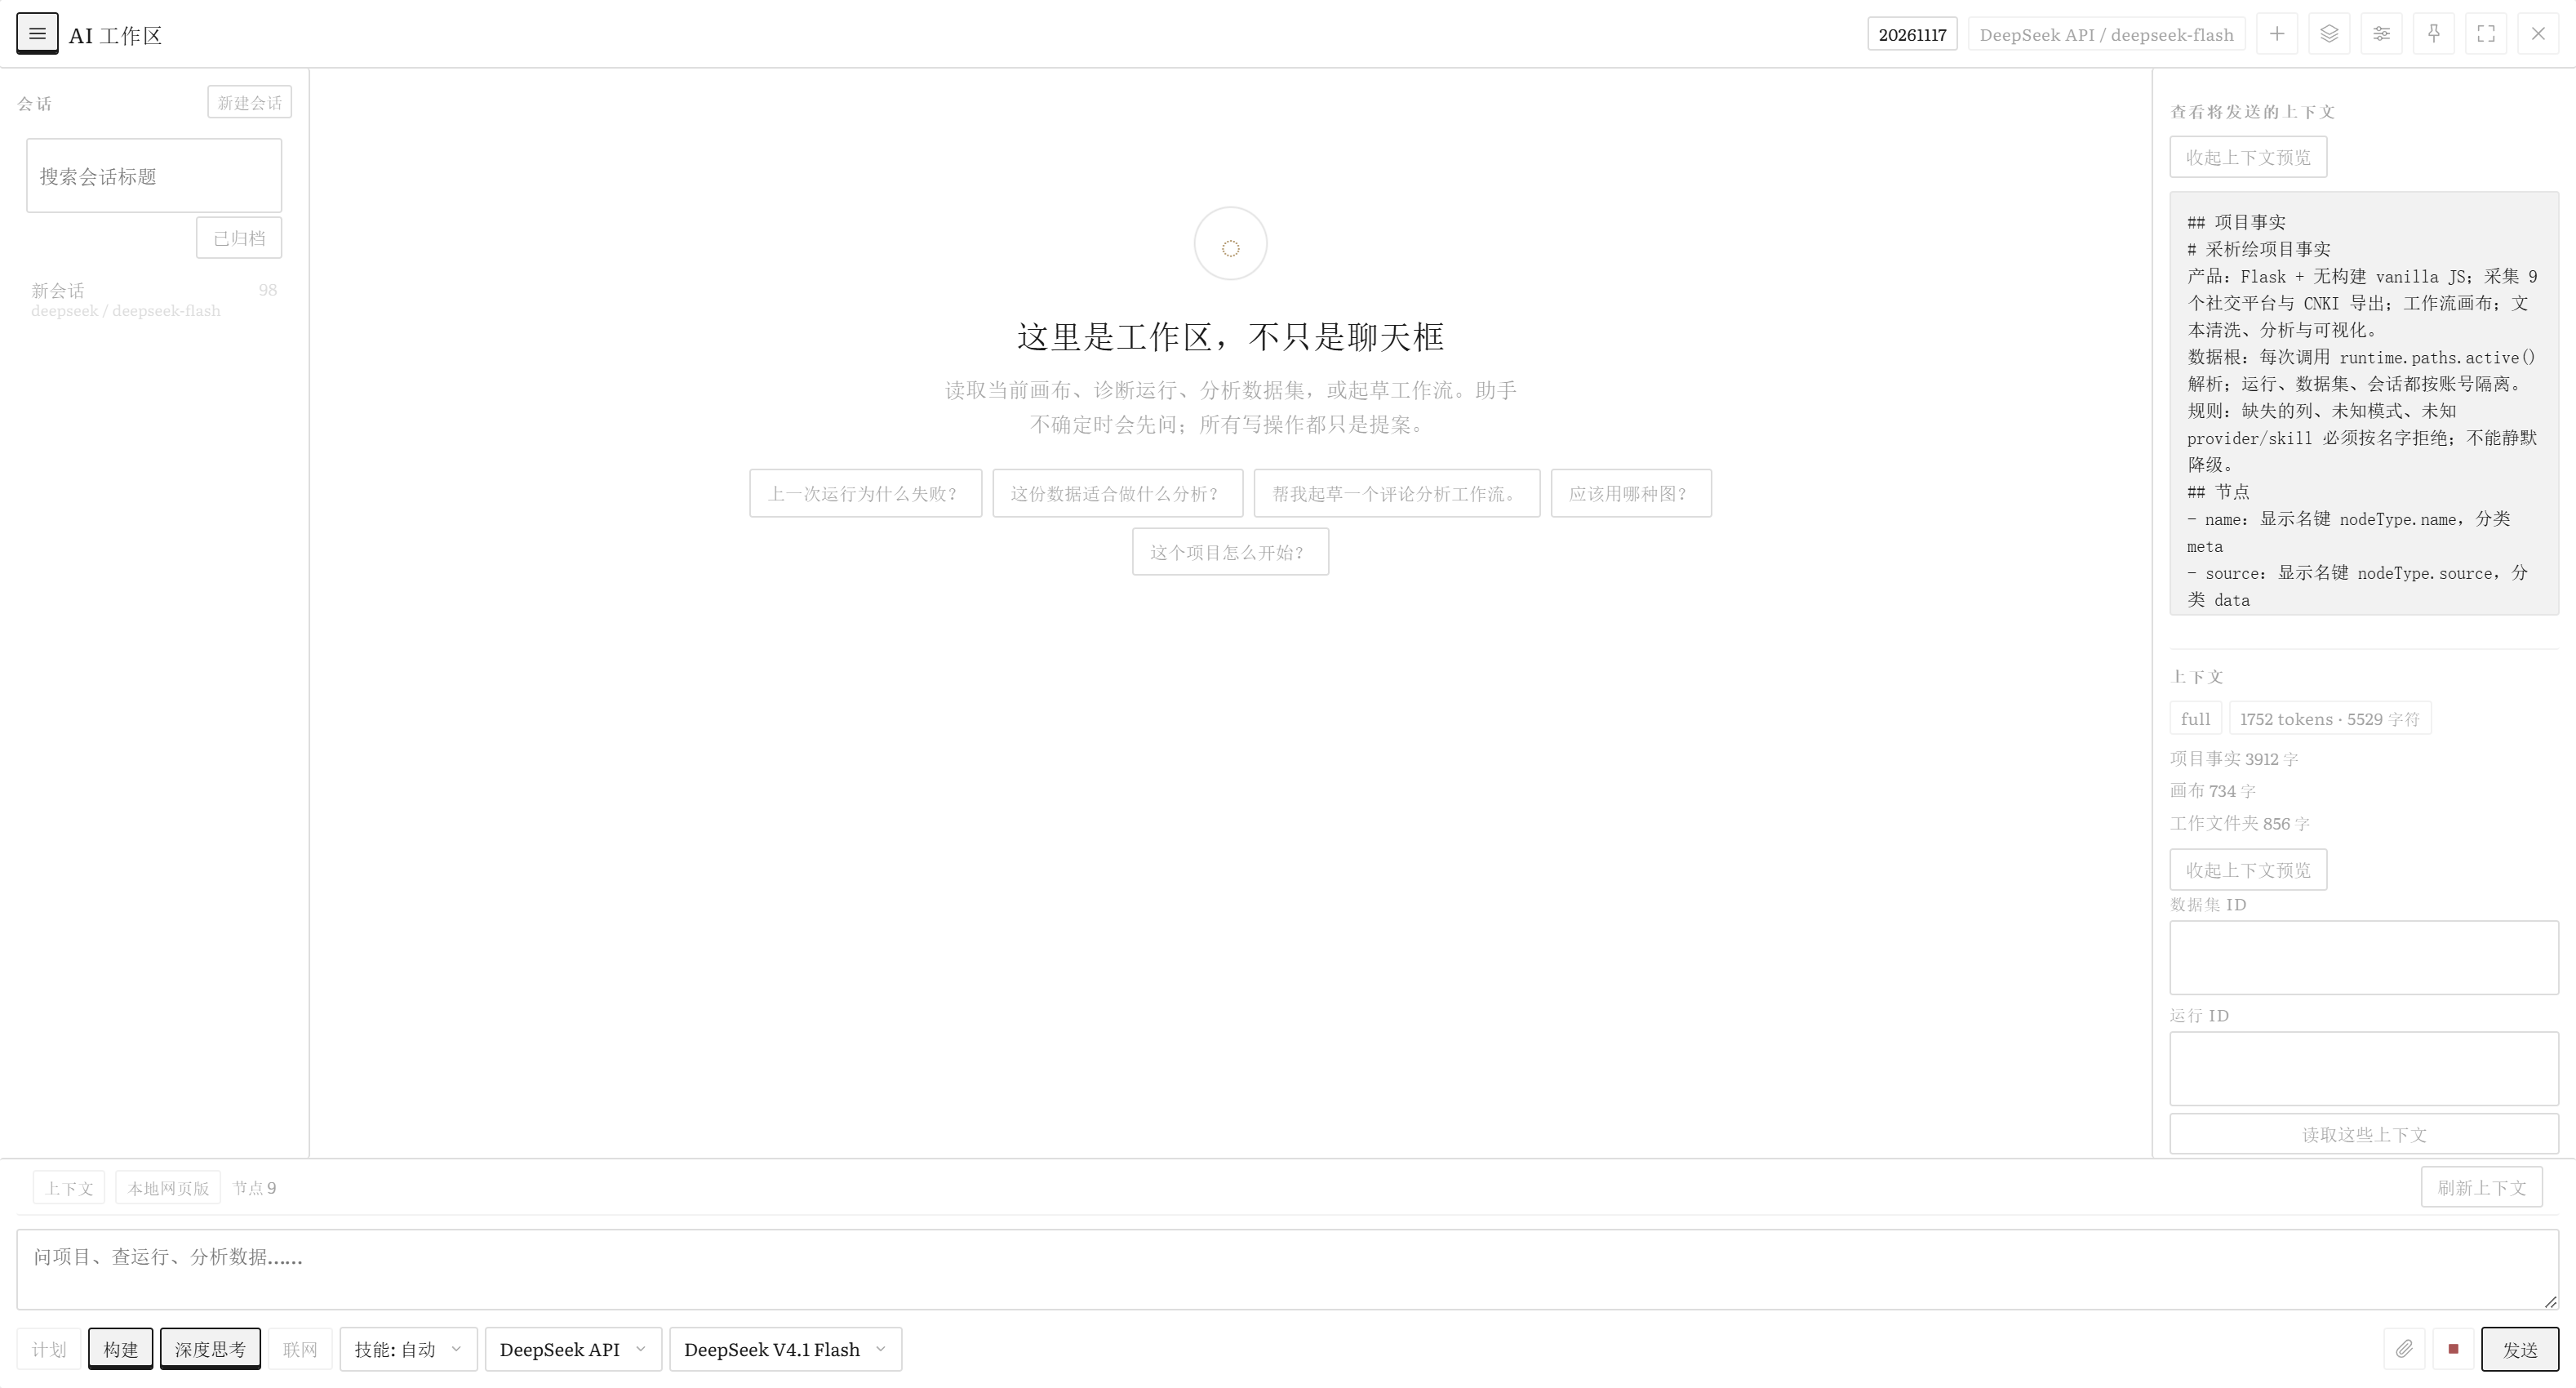 AI 工作区
20261117
DeepSeek API / deepseek-flash
会话
新建会话
搜索会话标题
已归档
新会话
98
deepseek / deepseek-flash
这里是工作区，不只是聊天框
读取当前画布、诊断运行、分析数据集，或起草工作流。助手
不确定时会先问；所有写操作都只是提案。
上一次运行为什么失败？
这份数据适合做什么分析？
帮我起草一个评论分析工作流。
应该用哪种图？
这个项目怎么开始？
查看将发送的上下文
收起上下文预览
## 项目事实
# 采析绘项目事实
产品：Flask + 无构建 vanilla JS；采集 9
个社交平台与 CNKI 导出；工作流画布；文
本清洗、分析与可视化。
数据根：每次调用 runtime.paths.active()
解析；运行、数据集、会话都按账号隔离。
规则：缺失的列、未知模式、未知
provider/skill 必须按名字拒绝；不能静默
降级。
## 节点
- name：显示名键 nodeType.name，分类
meta
- source：显示名键 nodeType.source，分
类 data
上下文
full
1752 tokens · 5529 字符
项目事实 3912 字
画布 734 字
工作文件夹 856 字
收起上下文预览
数据集 ID
运行 ID
读取这些上下文
上下文
本地网页版
节点 9
刷新上下文
问项目、查运行、分析数据……
计划
构建
深度思考
联网
技能: 自动
DeepSeek API
DeepSeek V4.1 Flash
发送